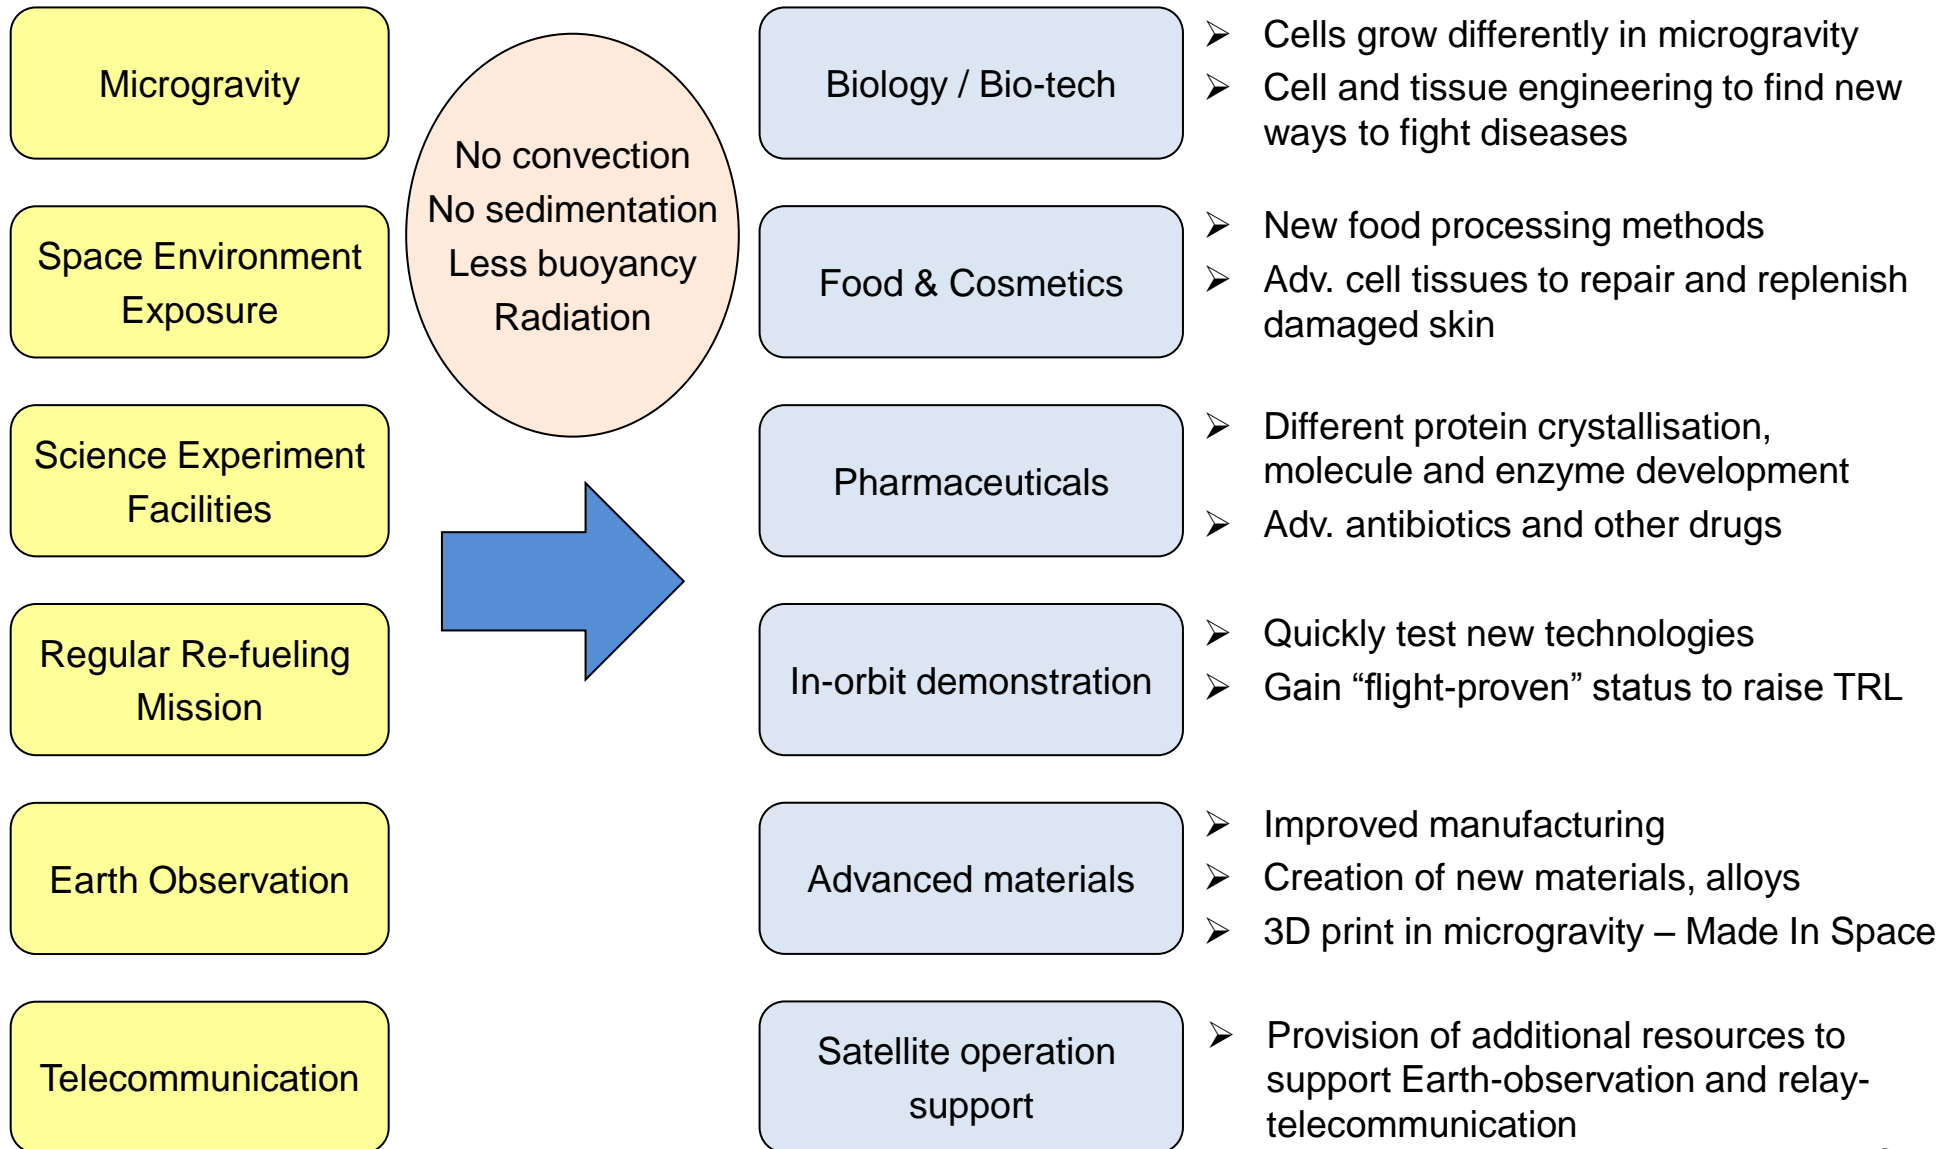 Microgravity
Space Environment
Exposure
Science Experiment
Facilities
Regular Re-fueling
Mission
Earth Observation
Telecommunication
No convection
No sedimentation
Less buoyancy
Radiation
Biology / Bio-tech
➢ Cells grow differently in microgravity
➢ Cell and tissue engineering to find new
ways to fight diseases
Food & Cosmetics
➢ New food processing methods
➢ Adv. cell tissues to repair and replenish
damaged skin
Pharmaceuticals
➢ Different protein crystallisation,
molecule and enzyme development
➢ Adv. antibiotics and other drugs
In-orbit demonstration
➢ Quickly test new technologies
➢ Gain “flight-proven” status to raise TRL
Advanced materials
➢ Improved manufacturing
➢ Creation of new materials, alloys
➢ 3D print in microgravity – Made In Space
Satellite operation
support
➢ Provision of additional resources to
support Earth-observation and relay-
telecommunication